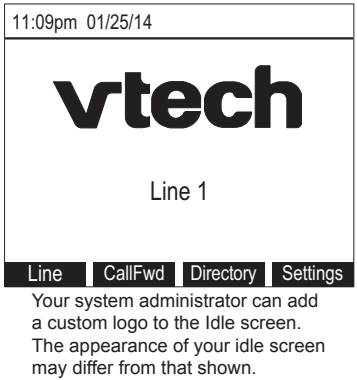 11:09pm 01/25/14
vtech
Line 1
Line CallFwd Directory Settings
Your system administrator can add
a custom logo to the Idle screen.
The appearance of your idle screen
may differ from that shown.